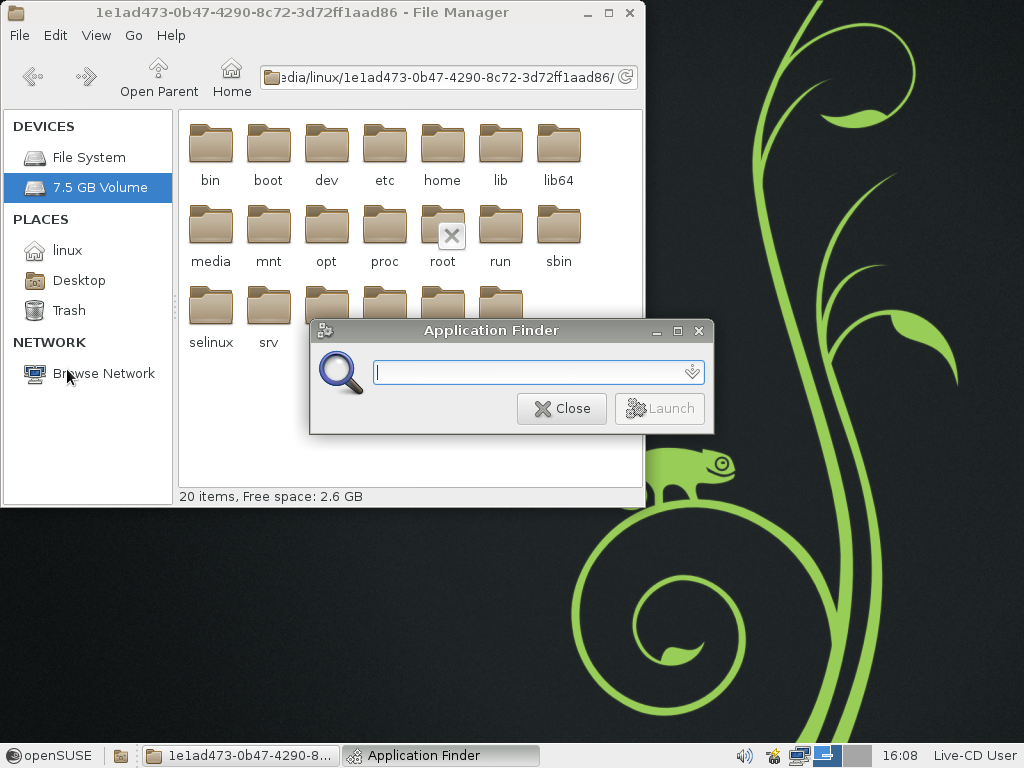 1e1ad473-0b47-4290-8c72-3d72ff1aad86 - File Manager
File Edit View Go Help
Open Parent Home edia/linux/1e1ad473-0b47-4290-8c72-3d72ff1aad86/
DEVICES
File System
7.5 GB Volume
PLACES
linux
Desktop
Trash
NETWORK
Browse Network
bin boot dev etc home lib lib64
media mnt opt proc root run sbin
selinux srv
20 items, Free space: 2.6 GB
Application Finder
Close Launch
openSUSE 1e1ad473-0b47-4290-8... Application Finder 16:08 Live-CD User